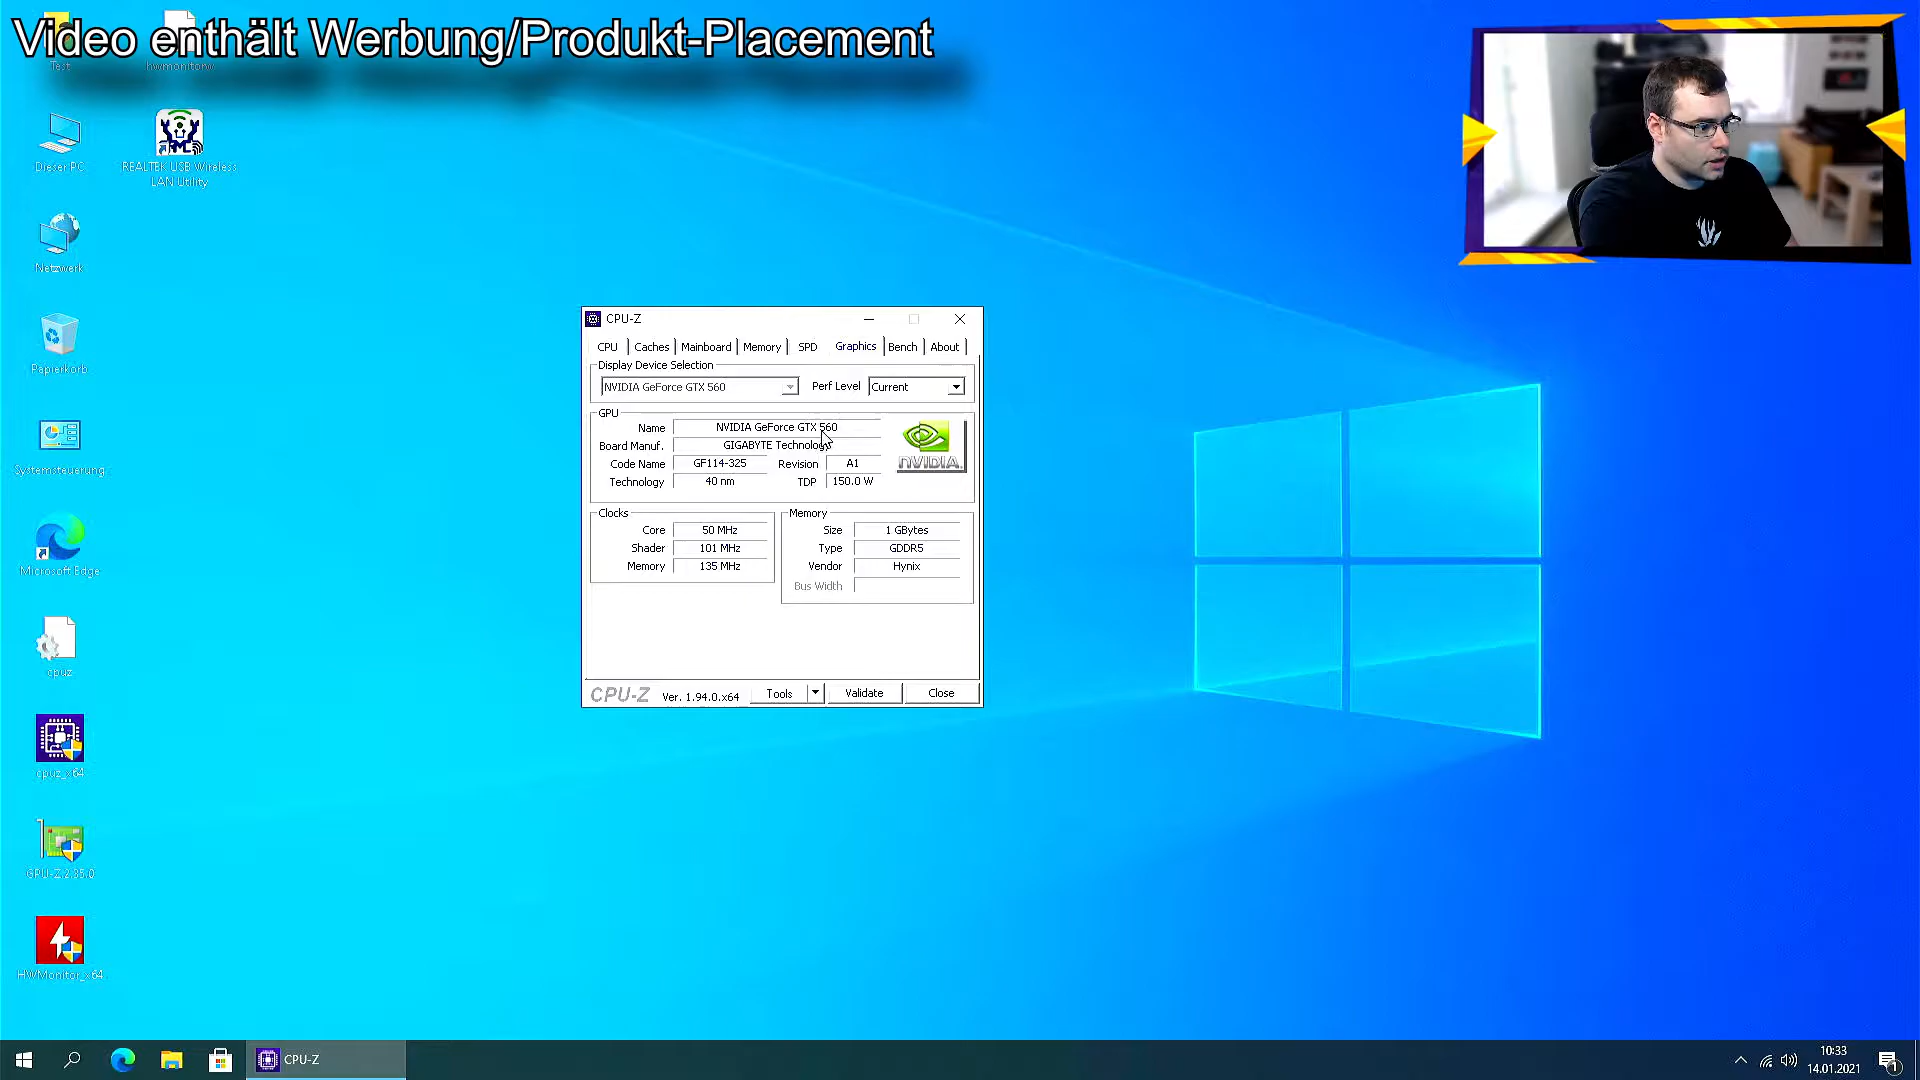 Video enthält Werbung/Produkt-Placement
Test
hwmonitorw
Dieser PC
REALTEK USB Wireless
LAN Utility
Netzwerk
Papierkorb
Systemsteuerung
Microsoft Edge
cpuz
cpuz_x64
GPU-Z.2.35.0
HWMonitor_x64
CPU-Z
CPU
Caches
Mainboard
Memory
SPD
Graphics
Bench
About
Display Device Selection
NVIDIA GeForce GTX 560
Perf Level
Current
GPU
Name
NVIDIA GeForce GTX 560
Board Manuf.
GIGABYTE Technology
Code Name
GF114-325
Revision
A1
Technology
40 nm
TDP
150.0 W
NVIDIA.
Clocks
Core
50 MHz
Shader
101 MHz
Memory
135 MHz
Memory
Size
1 GBytes
Type
GDDR5
Vendor
Hynix
Bus Width
CPU-Z
Ver. 1.94.0.x64
Tools
Validate
Close
CPU-Z
10:33
14.01.2021
1